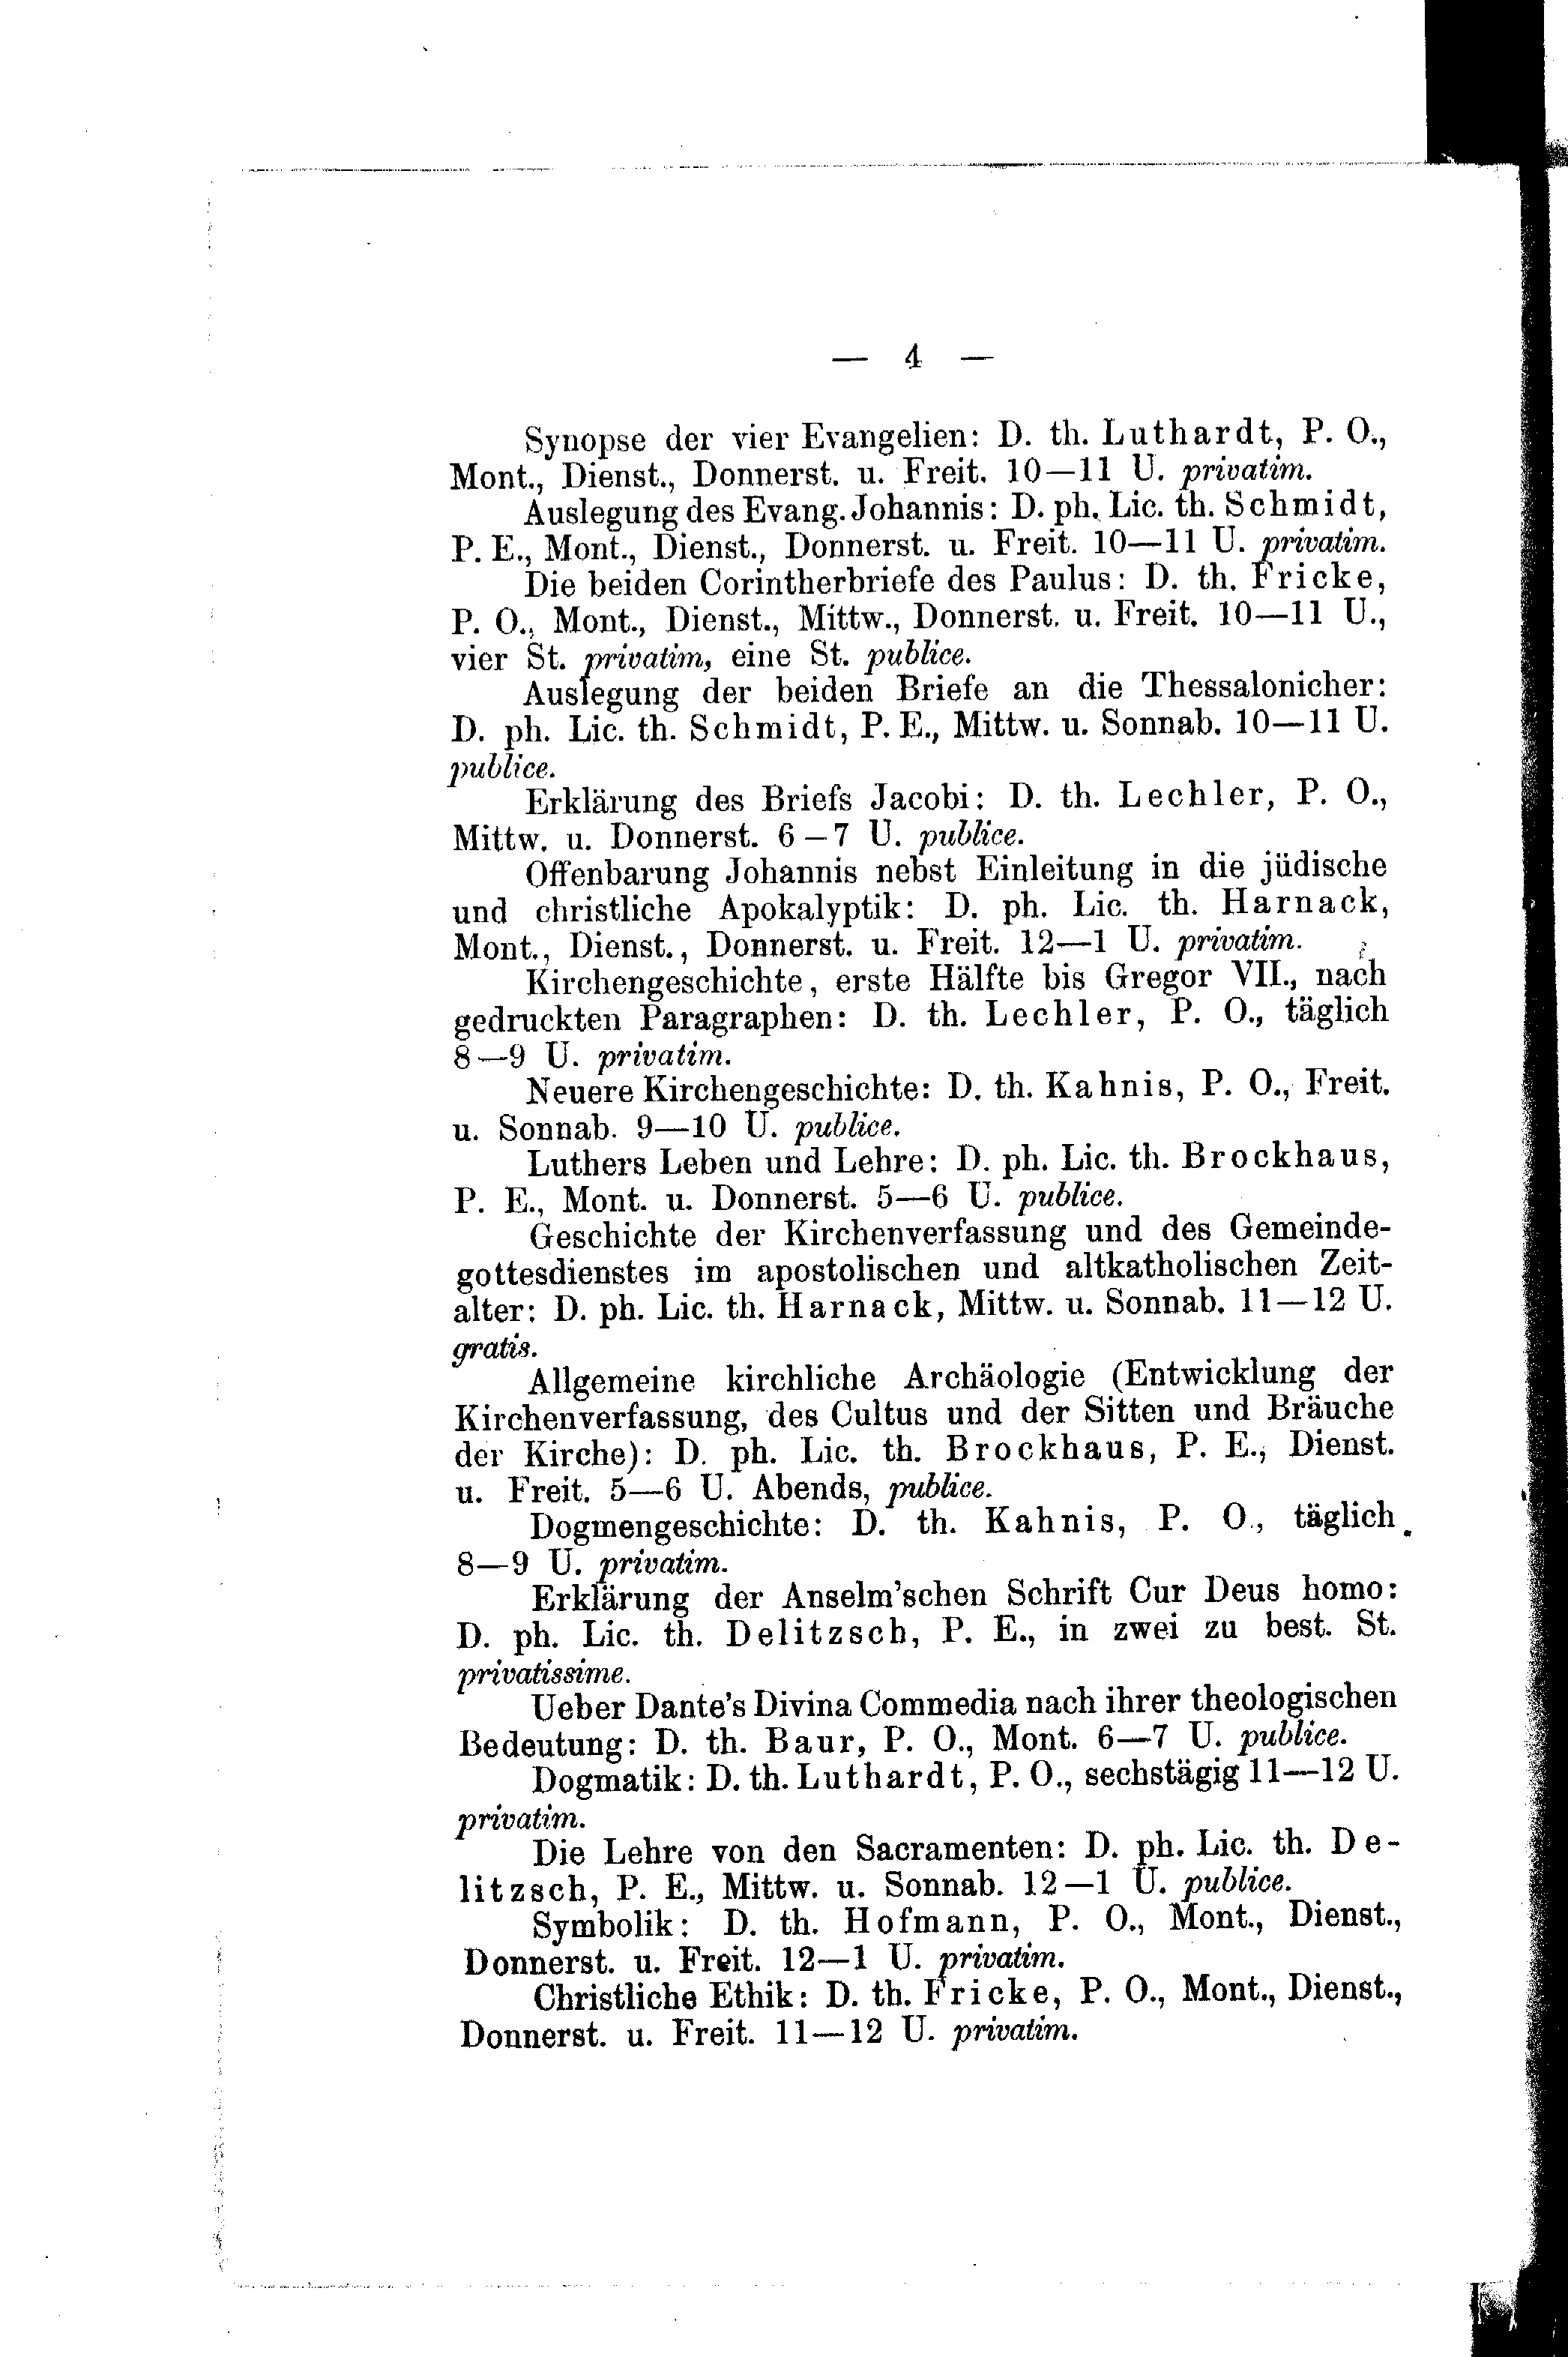 — 4 —
Synopse der vier Evangelien: D. th. Luthardt, P. O.,
Mont., Dienst., Donnerst. u. Freit. 10—11 U. privatim.
Auslegung des Evang. Johannis: D. ph. Lic. th. Schmidt,
P. E., Mont., Dienst., Donnerst. u. Freit. 10—11 U. privatim.
Die beiden Corintherbriefe des Paulus: D. th. Fricke,
P. O., Mont., Dienst., Mittw., Donnerst. u. Freit. 10—11 U.,
vier St. privatim, eine St. publice.
Auslegung der beiden Briefe an die Thessalonicher:
D. ph. Lic. th. Schmidt, P. E., Mittw. u. Sonnab. 10—11 U.
publice.
Erklärung des Briefs Jacobi: D. th. Lechler, P. O.,
Mittw. u. Donnerst. 6—7 U. publice.
Offenbarung Johannis nebst Einleitung in die jüdische
und christliche Apokalyptik: D. ph. Lic. th. Harnack,
Mont., Dienst., Donnerst. u. Freit. 12—1 U. privatim.
Kirchengeschichte, erste Hälfte bis Gregor VII., nach
gedruckten Paragraphen: D. th. Lechler, P. O., täglich
8—9 U. privatim.
Neuere Kirchengeschichte: D. th. Kahnis, P. O., Freit.
u. Sonnab. 9—10 U. publice.
Luthers Leben und Lehre: D. ph. Lic. th. Brockhaus,
P. E., Mont. u. Donnerst. 5—6 U. publice.
Geschichte der Kirchenverfassung und des Gemeinde-
gottesdienstes im apostolischen und altkatholischen Zeit-
alter: D. ph. Lic. th. Harnack, Mittw. u. Sonnab. 11—12 U.
gratis.
Allgemeine kirchliche Archäologie (Entwicklung der
Kirchenverfassung, des Cultus und der Sitten und Bräuche
der Kirche): D. ph. Lic. th. Brockhaus, P. E., Dienst.
u. Freit. 5—6 U. Abends, publice.
Dogmengeschichte: D. th. Kahnis, P. O., täglich
8—9 U. privatim.
Erklärung der Anselm'schen Schrift Cur Deus homo:
D. ph. Lic. th. Delitzsch, P. E., in zwei zu best. St.
privatissime.
Ueber Dante's Divina Commedia nach ihrer theologischen
Bedeutung: D. th. Baur, P. O., Mont. 6—7 U. publice.
Dogmatik: D. th. Luthardt, P. O., sechstägig 11—12 U.
privatim.
Die Lehre von den Sacramenten: D. ph. Lic. th. De-
litzsch, P. E., Mittw. u. Sonnab. 12—1 U. publice.
Symbolik: D. th. Hofmann, P. O., Mont., Dienst.,
Donnerst. u. Freit. 12—1 U. privatim.
Christliche Ethik: D. th. Fricke, P. O., Mont., Dienst.,
Donnerst. u. Freit. 11—12 U. privatim.